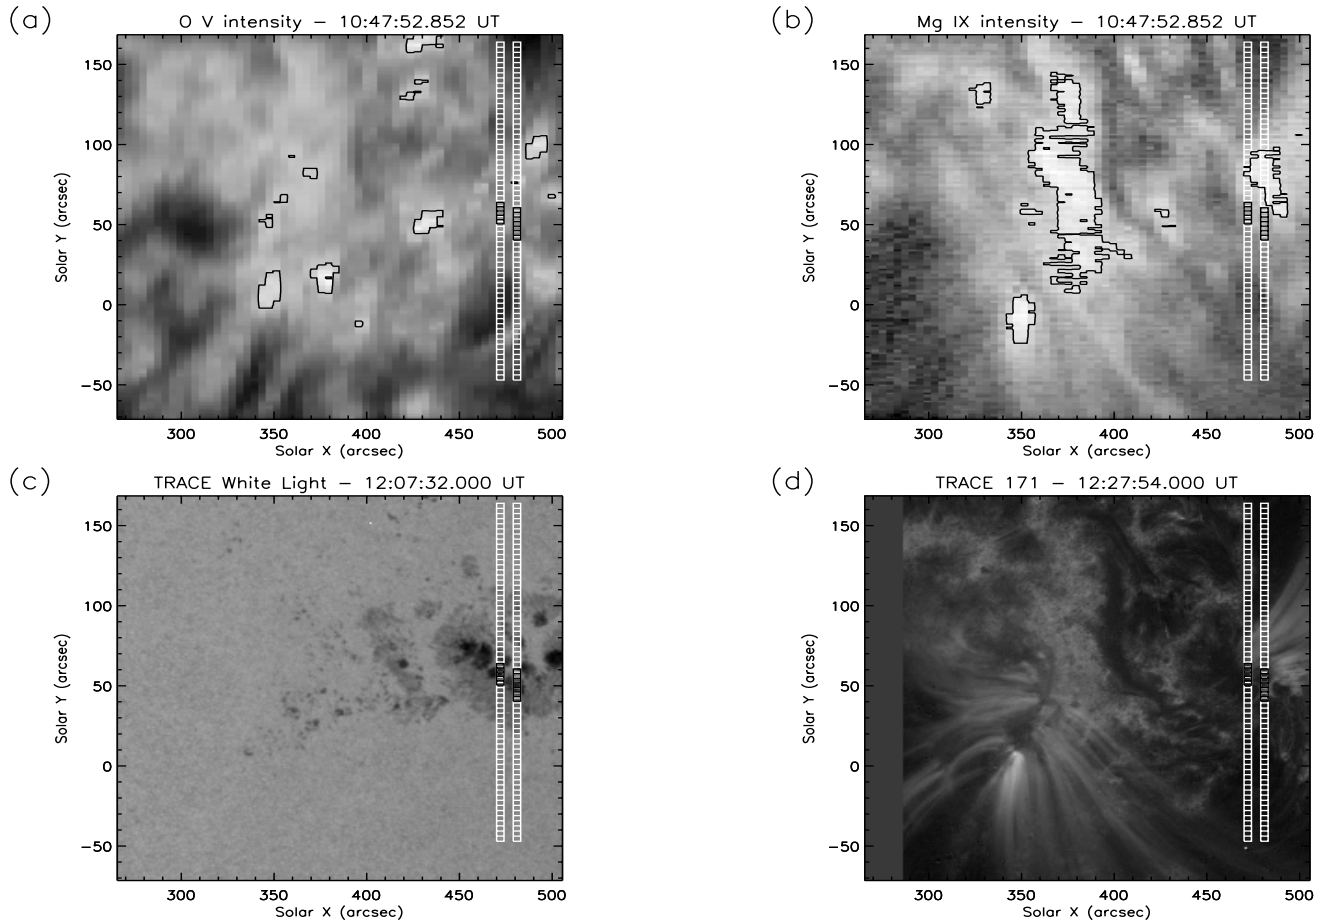 (a)
O V intensity – 10:47:52.852 UT
150
100
50
0
−50
Solar Y (arcsec)
300 350 400 450 500
Solar X (arcsec)
(b)
Mg IX intensity – 10:47:52.852 UT
150
100
50
0
−50
Solar Y (arcsec)
300 350 400 450 500
Solar X (arcsec)
(c)
TRACE White Light – 12:07:32.000 UT
150
100
50
0
−50
Solar Y (arcsec)
300 350 400 450 500
Solar X (arcsec)
(d)
TRACE 171 – 12:27:54.000 UT
150
100
50
0
−50
Solar Y (arcsec)
300 350 400 450 500
Solar X (arcsec)